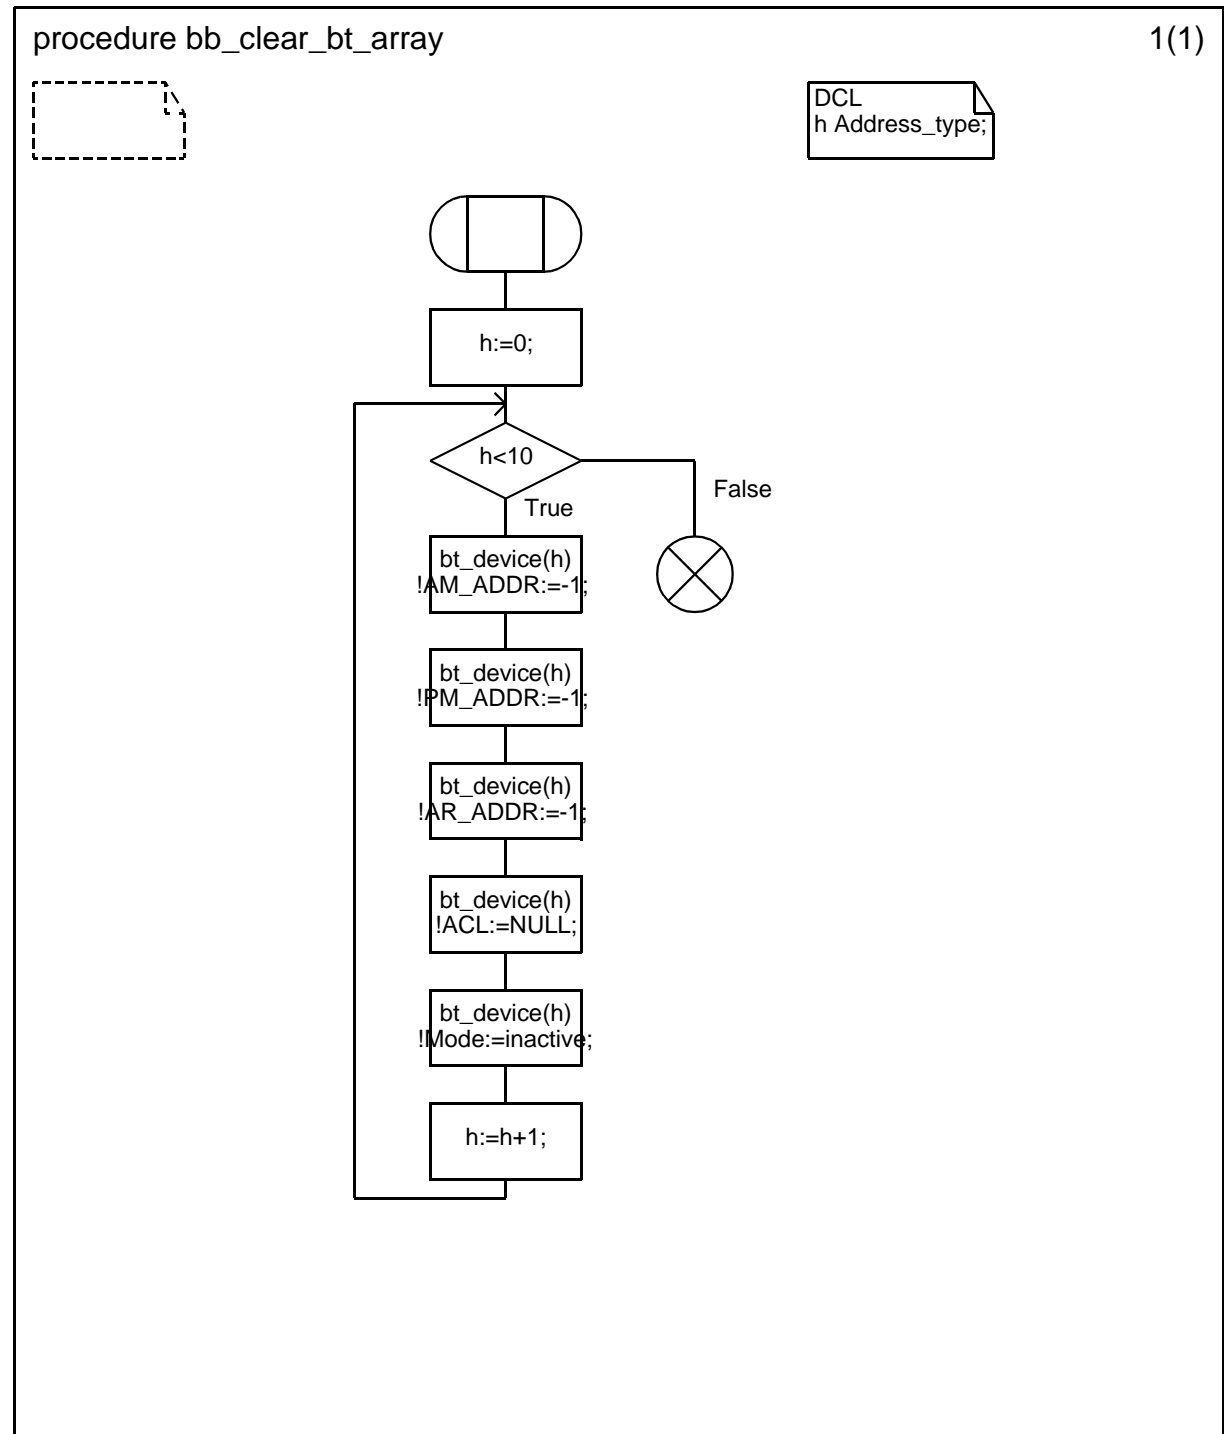 procedure bb_clear_bt_array
1(1)
DCL
h Address_type;
h:=0;
h<10
False
True
bt_device(h)
!AM_ADDR:=-1;
bt_device(h)
!PM_ADDR:=-1;
bt_device(h)
!AR_ADDR:=-1;
bt_device(h)
!ACL:=NULL;
bt_device(h)
!Mode:=inactive;
h:=h+1;